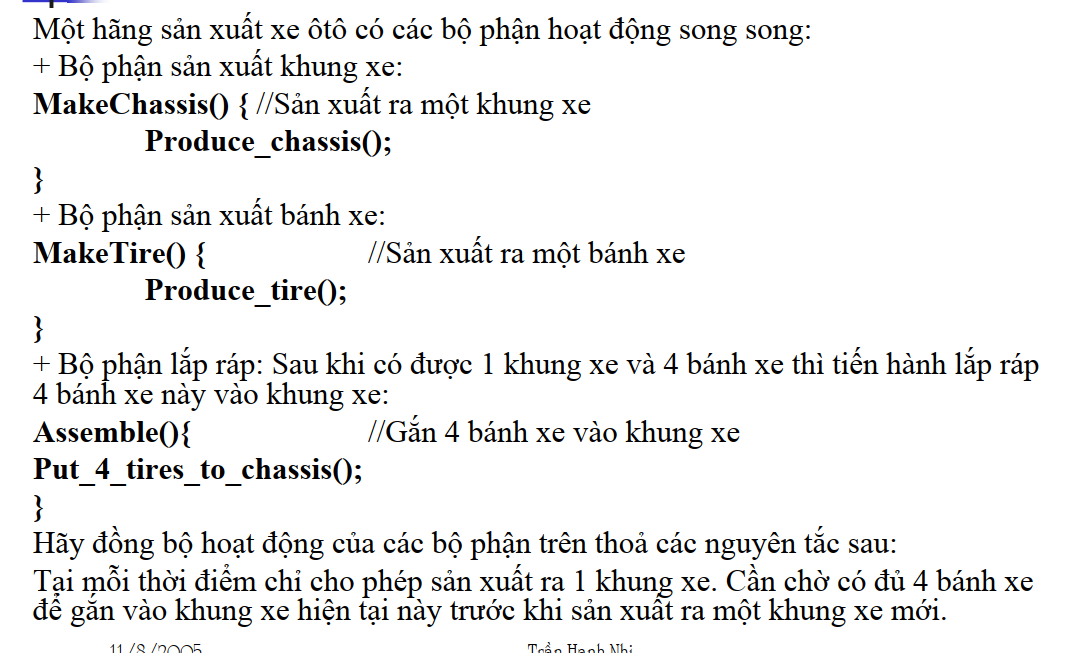 Một hãng sản xuất xe ôtô có các bộ phận hoạt động song song:
+ Bộ phận sản xuất khung xe:
MakeChassis() { //Sản xuất ra một khung xe
Produce_chassis();
}
+ Bộ phận sản xuất bánh xe:
MakeTire() { //Sản xuất ra một bánh xe
Produce_tire();
}
+ Bộ phận lắp ráp: Sau khi có được 1 khung xe và 4 bánh xe thì tiến hành lắp ráp
4 bánh xe này vào khung xe:
Assemble(){ //Gắn 4 bánh xe vào khung xe
Put_4_tires_to_chassis();
}
Hãy đồng bộ hoạt động của các bộ phận trên thoả các nguyên tắc sau:
Tại mỗi thời điểm chỉ cho phép sản xuất ra 1 khung xe. Cần chờ có đủ 4 bánh xe
để gắn vào khung xe hiện tại này trước khi sản xuất ra một khung xe mới.
11/8/2005 Trần Hạnh Nhi